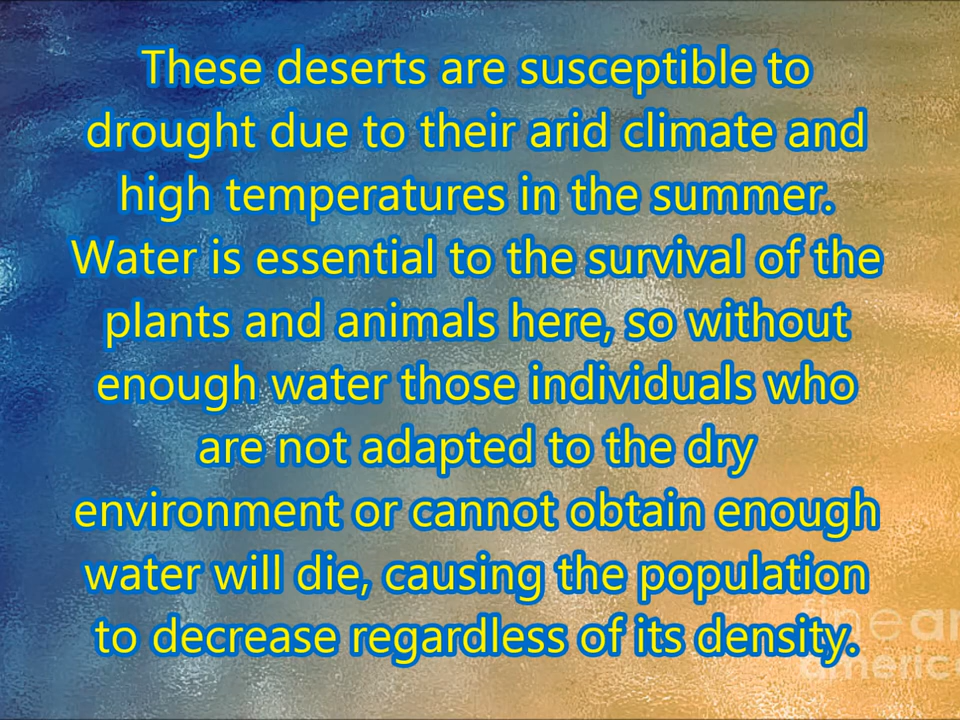 These deserts are susceptible to
drought due to their arid climate and
high temperatures in the summer.
Water is essential to the survival of the
plants and animals here, so without
enough water those individuals who
are not adapted to the dry
environment or cannot obtain enough
water will die, causing the population
to decrease regardless of its density.